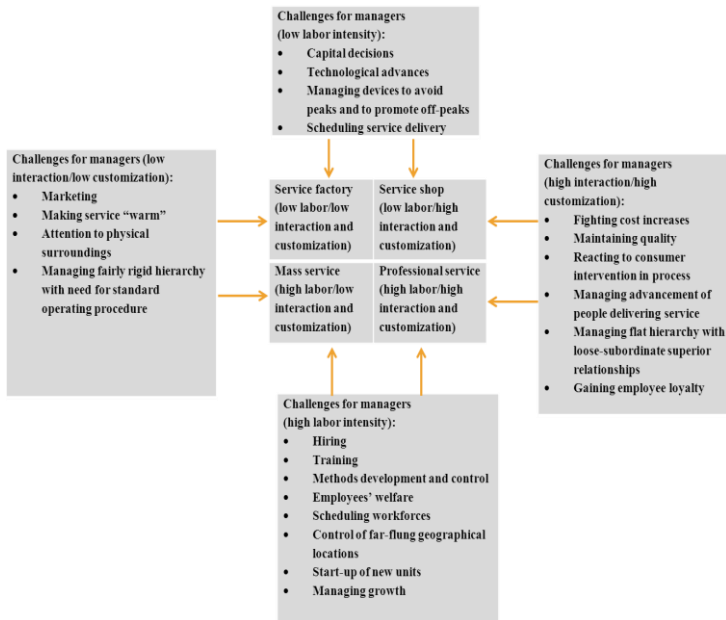 Challenges for managers
(low labor intensity):
• Capital decisions
• Technological advances
• Managing devices to avoid
peaks and to promote off-peaks
• Scheduling service delivery
Challenges for managers (low
interaction/low customization):
• Marketing
• Making service “warm”
• Attention to physical
surroundings
• Managing fairly rigid hierarchy
with need for standard
operating procedure
Service factory
(low labor/low
interaction and
customization)
Service shop
(low labor/high
interaction and
customization)
Mass service
(high labor/low
interaction and
customization)
Professional service
(high labor/high
interaction and
customization)
Challenges for managers
(high interaction/high
customization):
• Fighting cost increases
• Maintaining quality
• Reacting to consumer
intervention in process
• Managing advancement of
people delivering service
• Managing flat hierarchy with
loose-subordinate superior
relationships
• Gaining employee loyalty
Challenges for managers
(high labor intensity):
• Hiring
• Training
• Methods development and control
• Employees’ welfare
• Scheduling workforces
• Control of far-flung geographical
locations
• Start-up of new units
• Managing growth